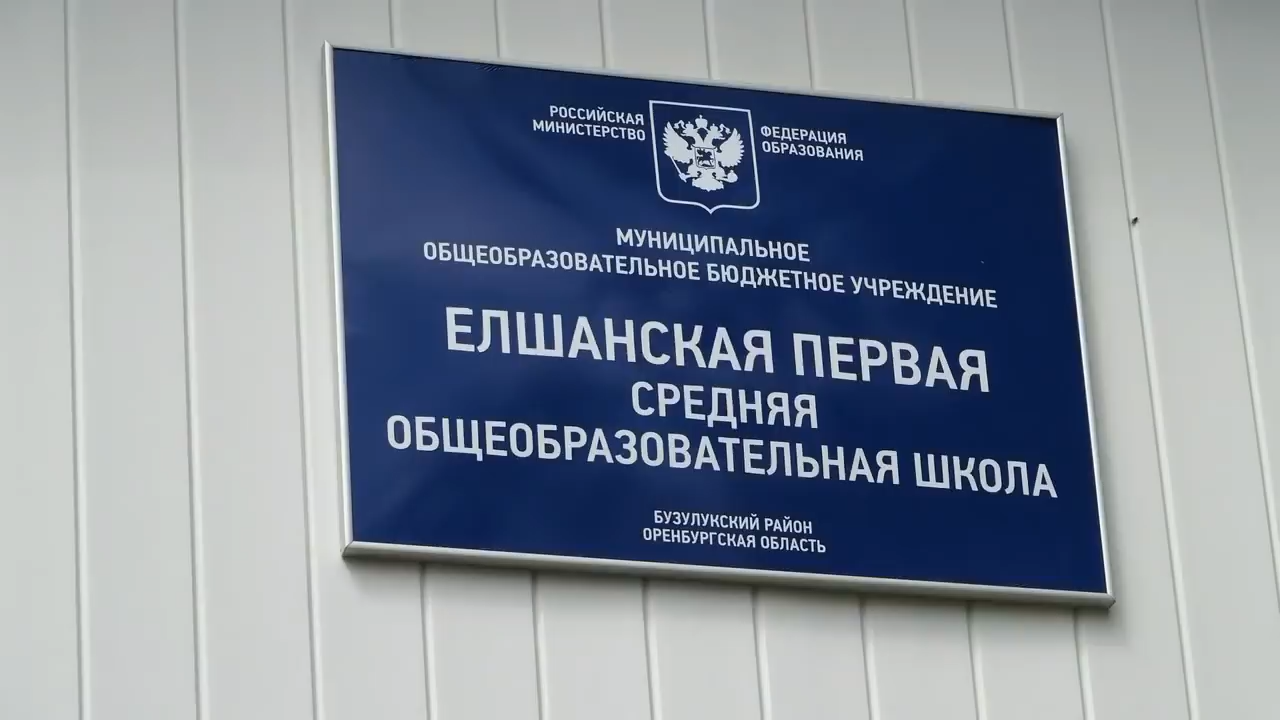 РОССИЙСКАЯ ФЕДЕРАЦИЯ
МИНИСТЕРСТВО ОБРАЗОВАНИЯ
МУНИЦИПАЛЬНОЕ
ОБЩЕОБРАЗОВАТЕЛЬНОЕ БЮДЖЕТНОЕ УЧРЕЖДЕНИЕ
ЕЛШАНСКАЯ ПЕРВАЯ
СРЕДНЯЯ
ОБЩЕОБРАЗОВАТЕЛЬНАЯ ШКОЛА
БУЗУЛУКСКИЙ РАЙОН
ОРЕНБУРГСКАЯ ОБЛАСТЬ